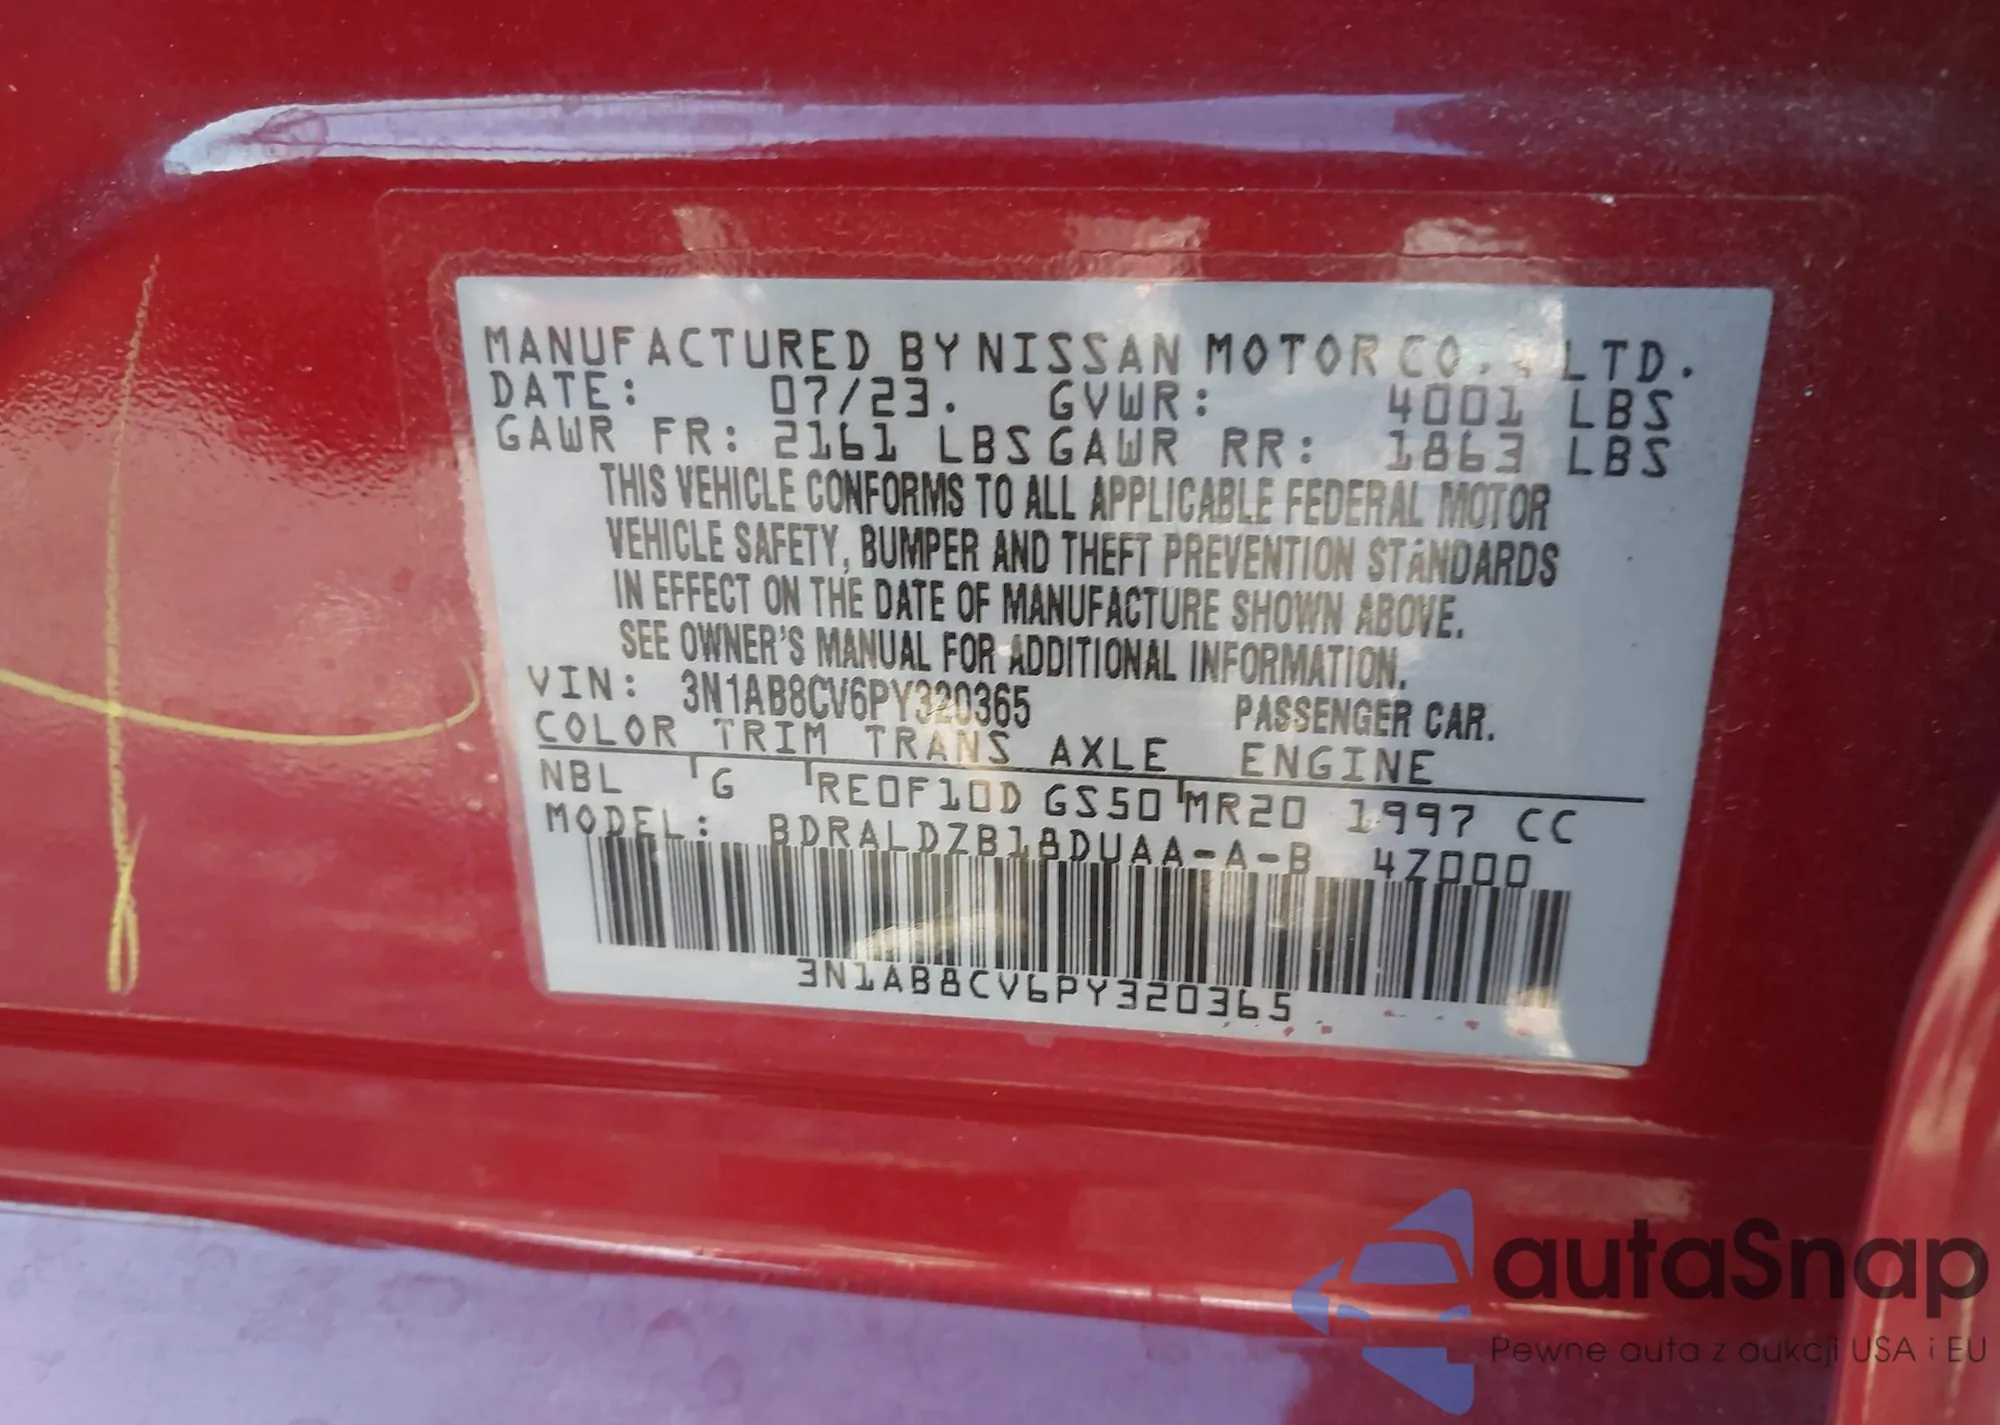 MANUFACTURED BY NISSAN MOTOR CO., LTD.
DATE: 07/23. GVWR: 4001 LBS
GAWR FR: 2161 LBS GAWR RR: 1863 LBS
THIS VEHICLE CONFORMS TO ALL APPLICABLE FEDERAL MOTOR
VEHICLE SAFETY, BUMPER AND THEFT PREVENTION STANDARDS
IN EFFECT ON THE DATE OF MANUFACTURE SHOWN ABOVE.
SEE OWNER'S MANUAL FOR ADDITIONAL INFORMATION.
VIN: 3N1AB8CV6PY320365 PASSENGER CAR.
COLOR TRIM TRANS AXLE ENGINE
NBL G RE0F10D GS50 MR20 1997 CC
MODEL: BDRALDZB18DUAA-A-B 4Z000
3N1AB8CV6PY320365
autaSnap
Pewne auta z aukcji USA i EU